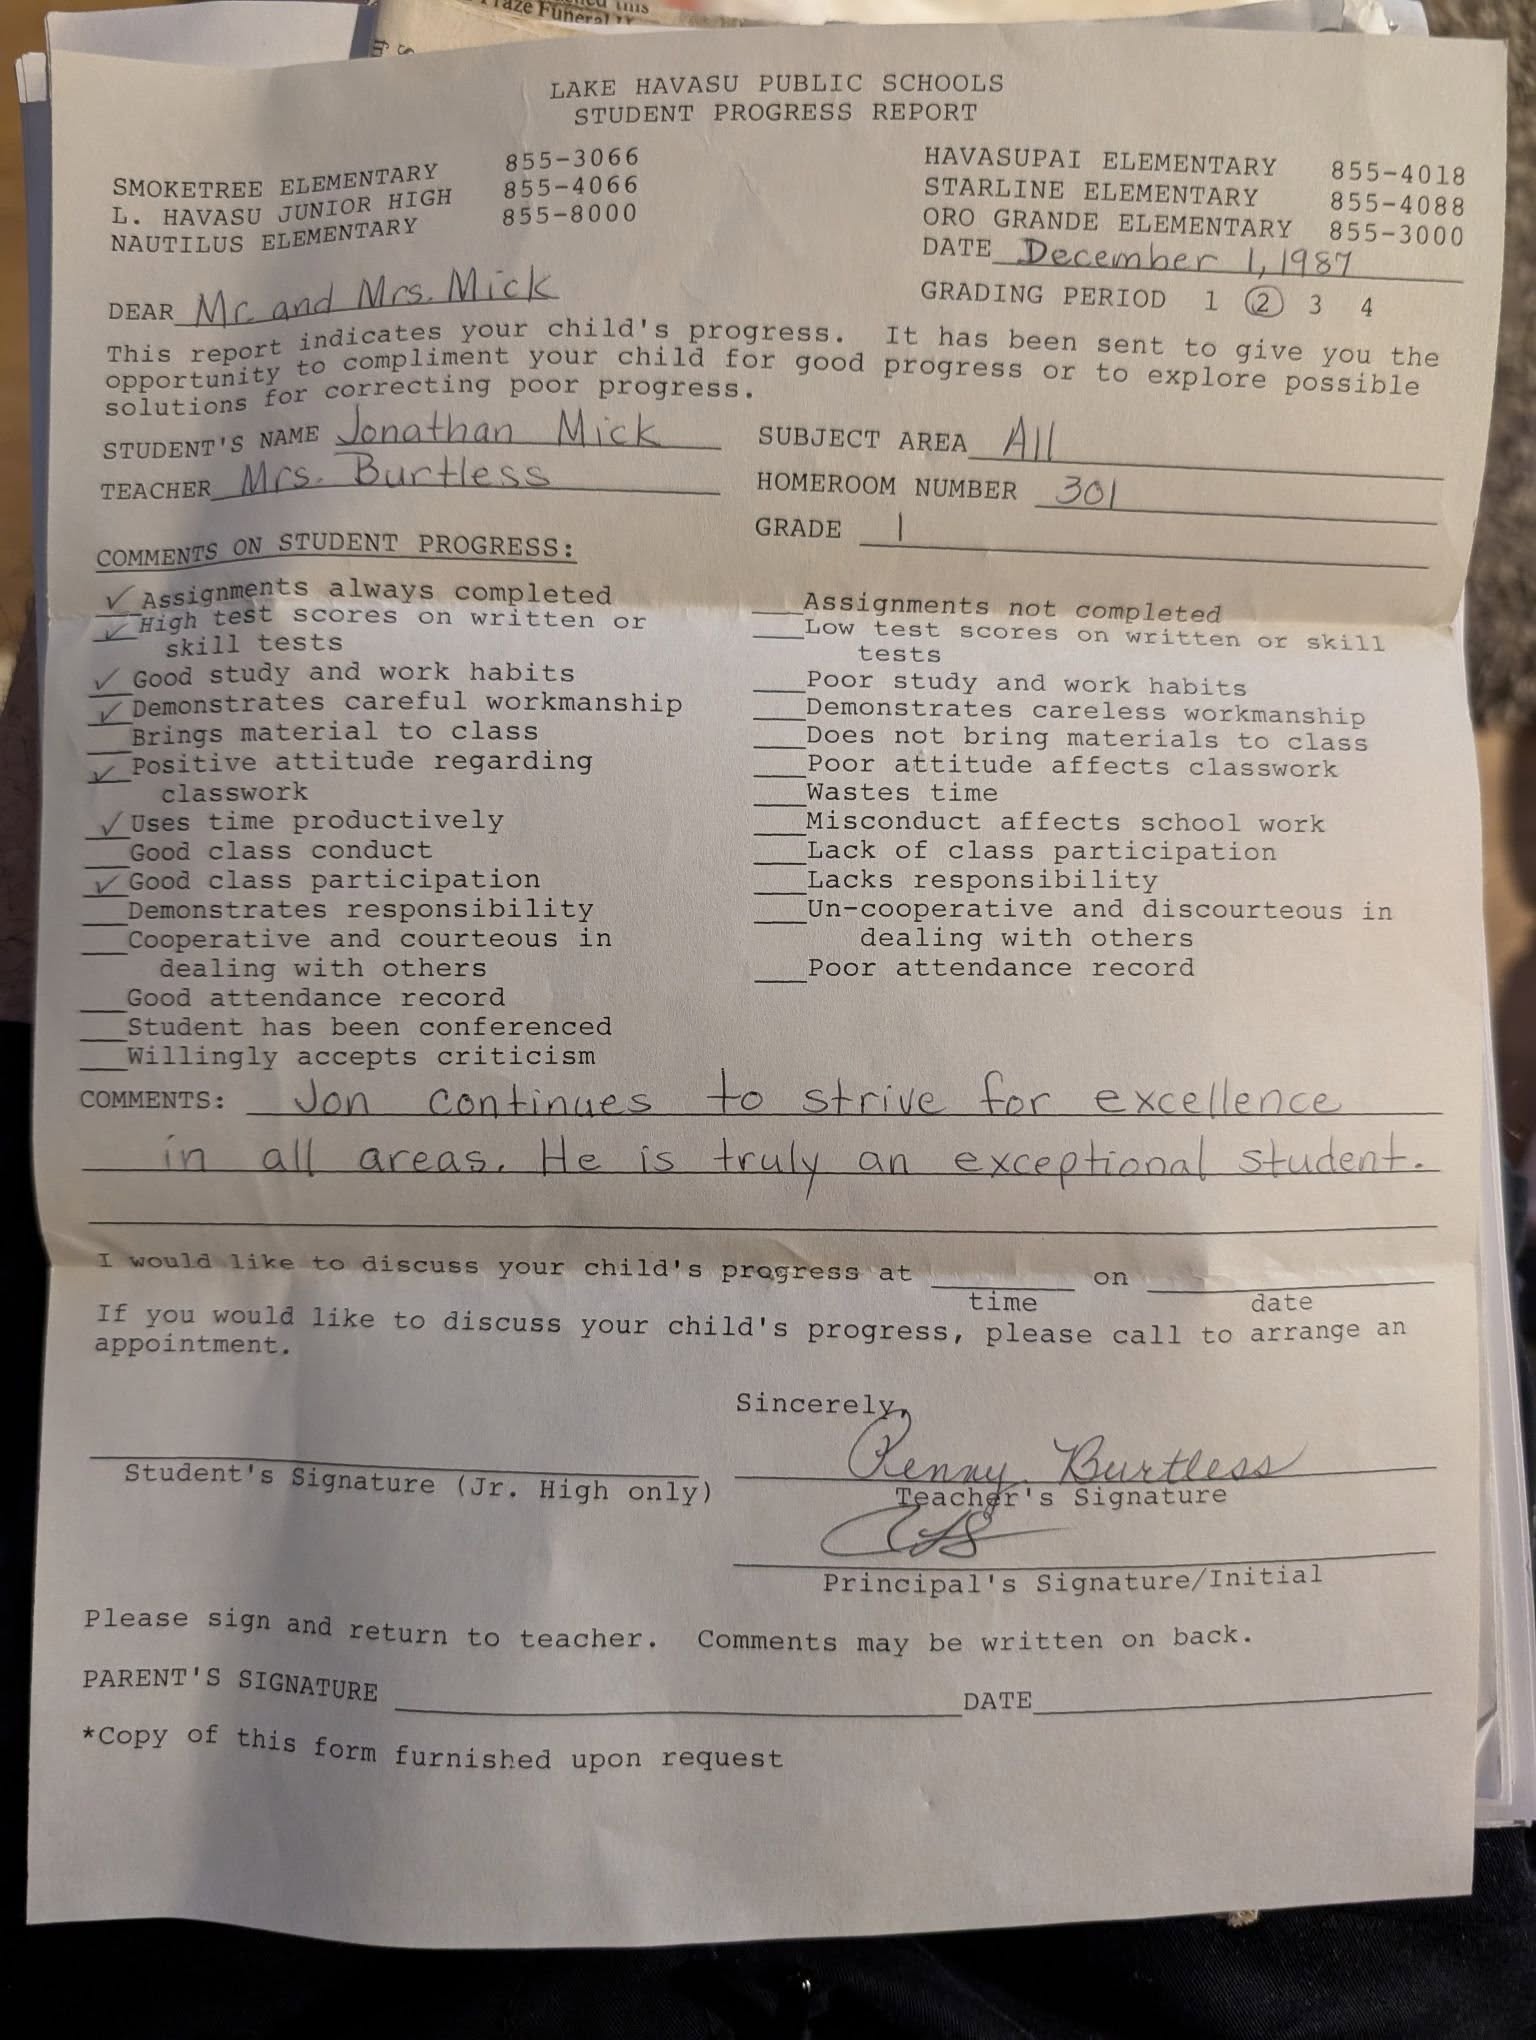 raze Funeral
LAKE HAVASU PUBLIC SCHOOLS
STUDENT PROGRESS REPORT
SMOKETREE ELEMENTARY 855-3066
L. HAVASU JUNIOR HIGH 855-4066
NAUTILUS ELEMENTARY 855-8000
HAVASUPAI ELEMENTARY 855-4018
STARLINE ELEMENTARY 855-4088
ORO GRANDE ELEMENTARY 855-3000
DATE December 1, 1987
DEAR Mr. and Mrs. Mick
GRADING PERIOD 1 2 3 4
This report indicates your child's progress. It has been sent to give you the
opportunity to compliment your child for good progress or to explore possible
solutions for correcting poor progress.
STUDENT'S NAME Jonathan Mick SUBJECT AREA All
TEACHER Mrs. Burtless HOMEROOM NUMBER 301
GRADE 1
COMMENTS ON STUDENT PROGRESS:
✓ Assignments always completed
✓ High test scores on written or
skill tests
✓ Good study and work habits
✓ Demonstrates careful workmanship
Brings material to class
✓ Positive attitude regarding
classwork
✓ Uses time productively
Good class conduct
✓ Good class participation
Demonstrates responsibility
Cooperative and courteous in
dealing with others
Good attendance record
Student has been conferenced
Willingly accepts criticism
Assignments not completed
Low test scores on written or skill
tests
Poor study and work habits
Demonstrates careless workmanship
Does not bring materials to class
Poor attitude affects classwork
Wastes time
Misconduct affects school work
Lack of class participation
Lacks responsibility
Un-cooperative and discourteous in
dealing with others
Poor attendance record
COMMENTS: Jon continues to strive for excellence
in all areas. He is truly an exceptional student.
I would like to discuss your child's progress at on
time date
If you would like to discuss your child's progress, please call to arrange an
appointment.
Sincerely,
Penny Burtless
Student's Signature (Jr. High only) Teacher's Signature
Principal's Signature/Initial
Please sign and return to teacher. Comments may be written on back.
PARENT'S SIGNATURE DATE
*Copy of this form furnished upon request